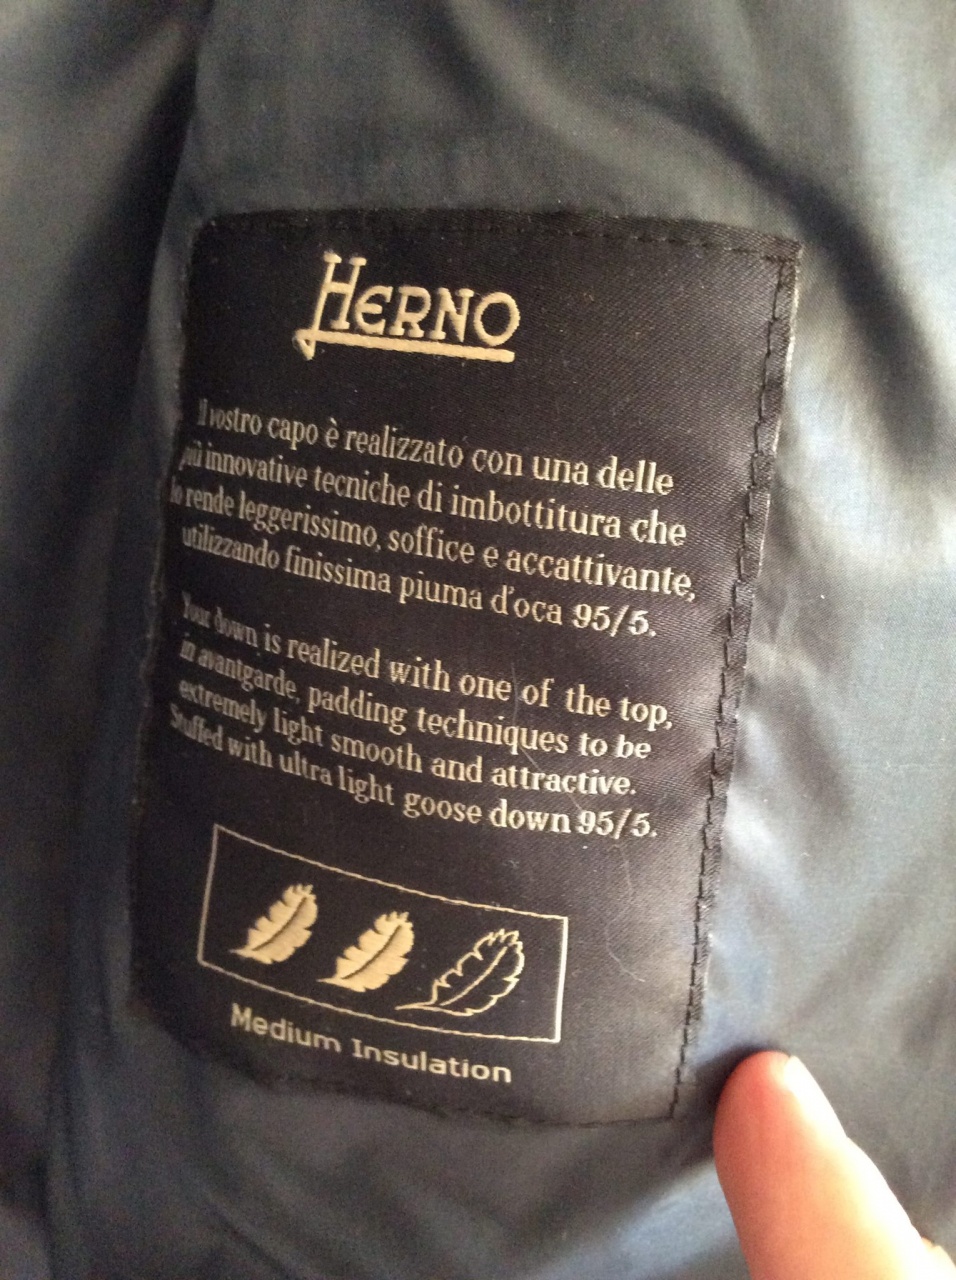 HERNO
Il vostro capo è realizzato con una delle
più innovative tecniche di imbottitura che
lo rende leggerissimo, soffice e accattivante,
utilizzando finissima piuma d'oca 95/5.
Your down is realized with one of the top,
in avantgarde, padding techniques to be
extremely light smooth and attractive.
Stuffed with ultra light goose down 95/5.
Medium Insulation